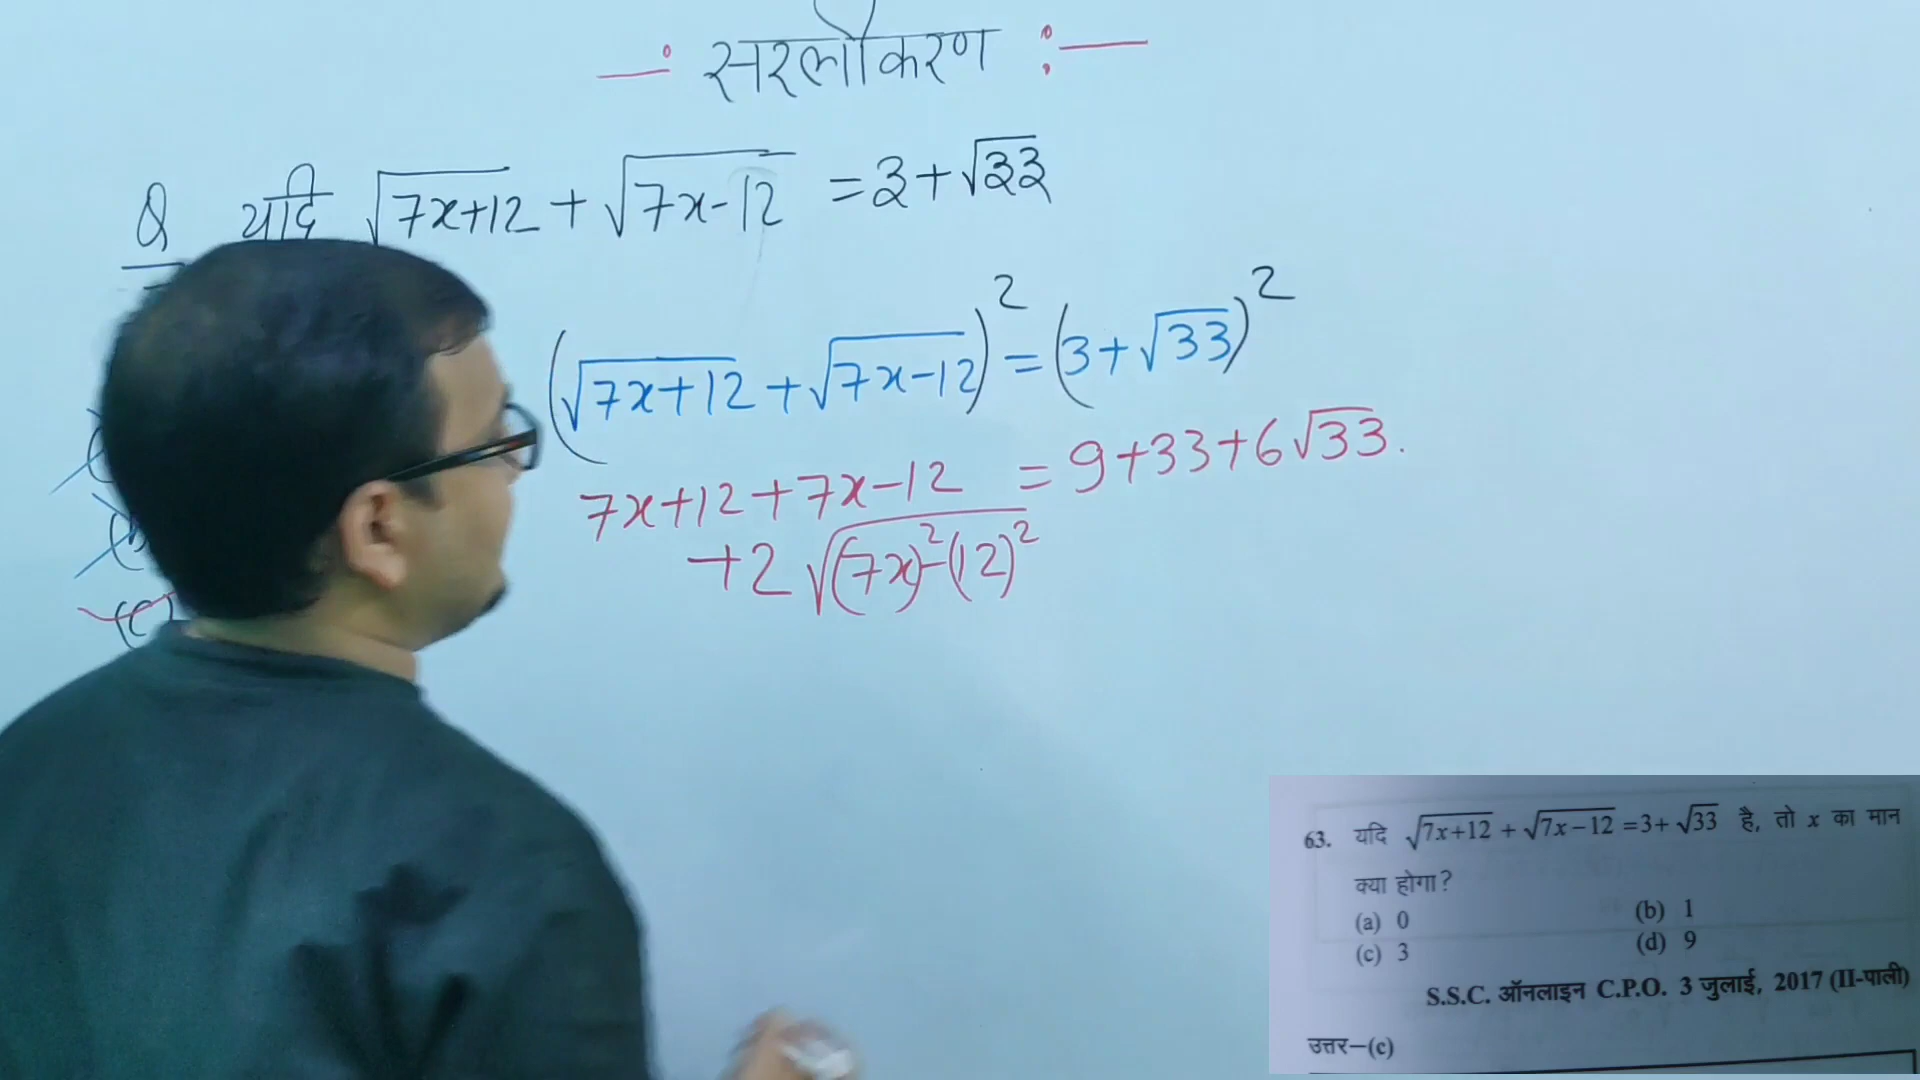 —: सरलीकरण :—
Q यदि √7x+12 + √7x-12 = 3+√33
(√7x+12 + √7x-12)² = (3+√33)²
7x+12+7x-12 = 9+33+6√33.
+2√(7x)²-(12)²
(c)
63. यदि √7x+12 + √7x-12 =3+ √33 है, तो x का मान
क्या होगा?
(a) 0 (b) 1
(c) 3 (d) 9
S.S.C. ऑनलाइन C.P.O. 3 जुलाई, 2017 (II-पाली)
उत्तर-(c)